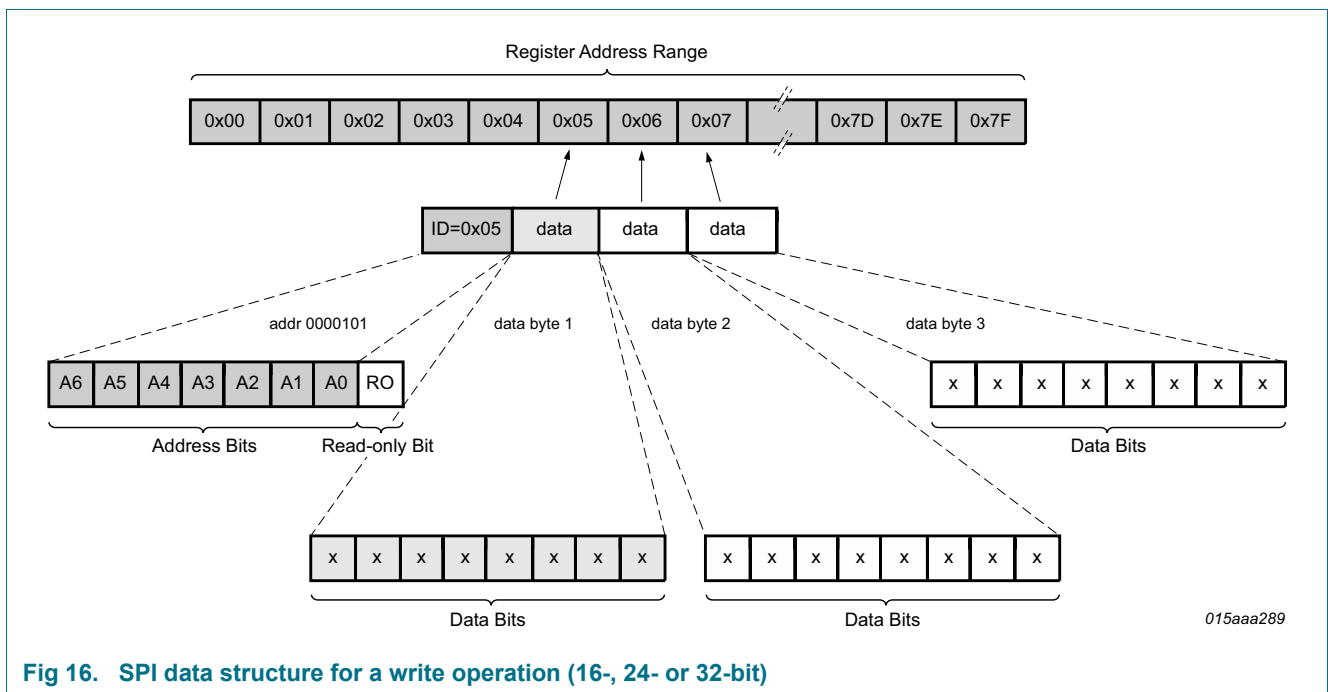 Register Address Range
0x00 0x01 0x02 0x03 0x04 0x05 0x06 0x07 0x7D 0x7E 0x7F
ID=0x05 data data data
addr 0000101 data byte 1 data byte 2 data byte 3
A6 A5 A4 A3 A2 A1 A0 RO x x x x x x x x
Address Bits Read-only Bit Data Bits
x x x x x x x x x x x x x x x x
Data Bits Data Bits 015aaa289
Fig 16. SPI data structure for a write operation (16-, 24- or 32-bit)